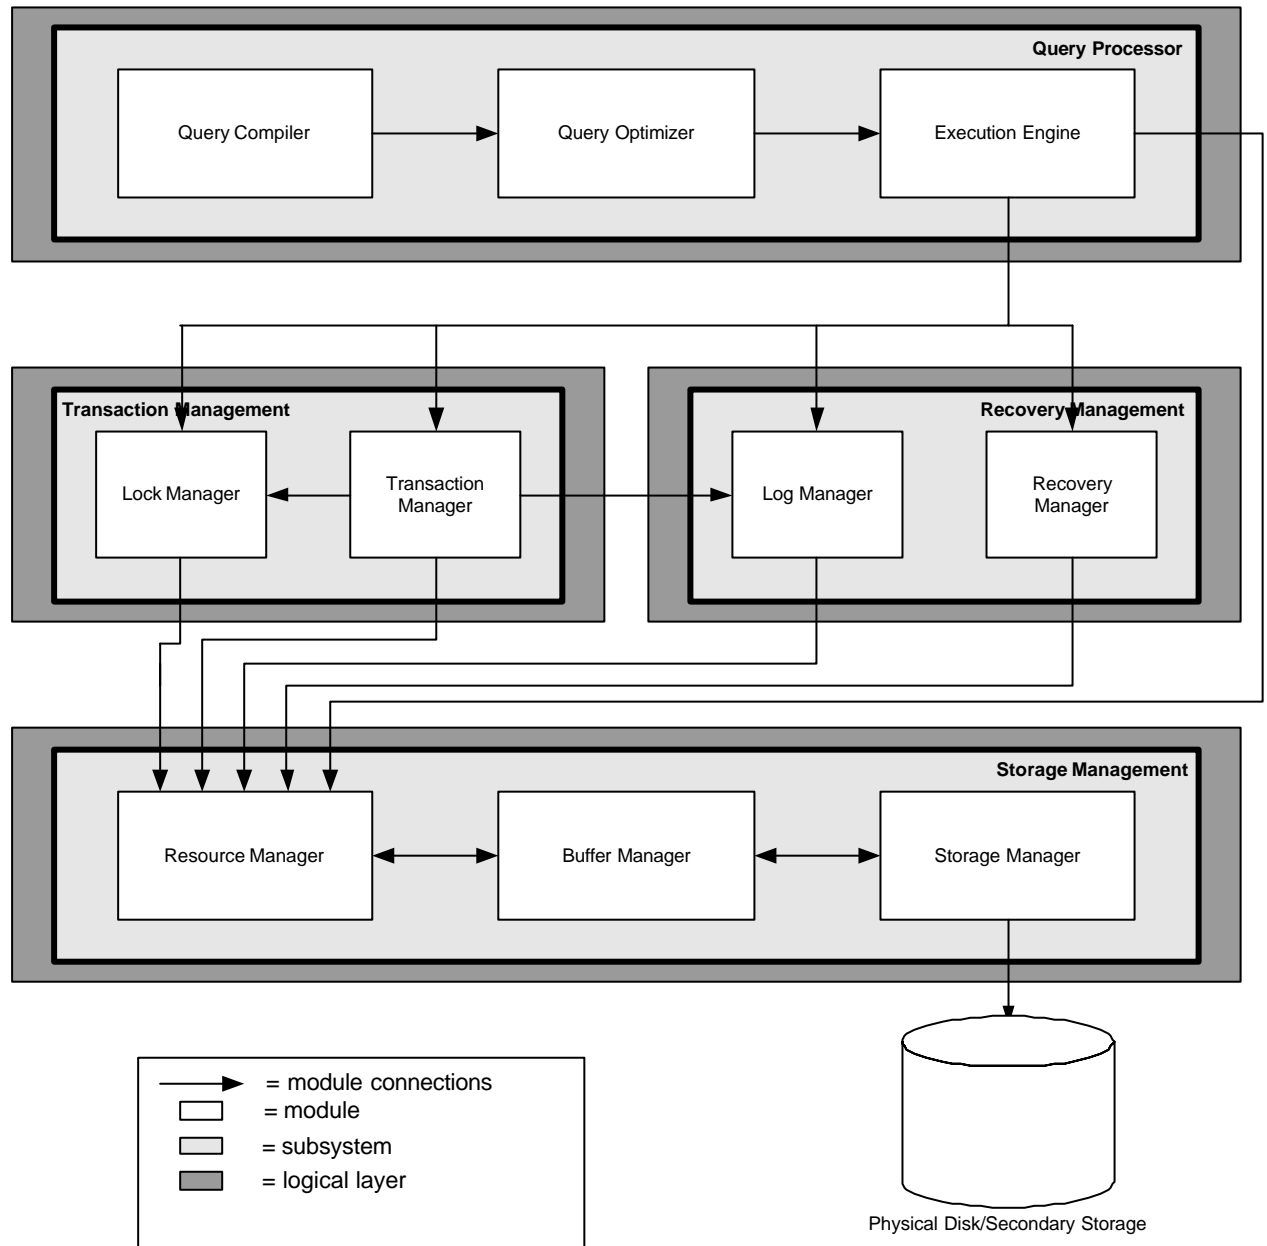 Query Processor
Query Compiler
Query Optimizer
Execution Engine
Transaction Management
Recovery Management
Lock Manager
Transaction
Manager
Log Manager
Recovery
Manager
Storage Management
Resource Manager
Buffer Manager
Storage Manager
= module connections
= module
= subsystem
= logical layer
Physical Disk/Secondary Storage